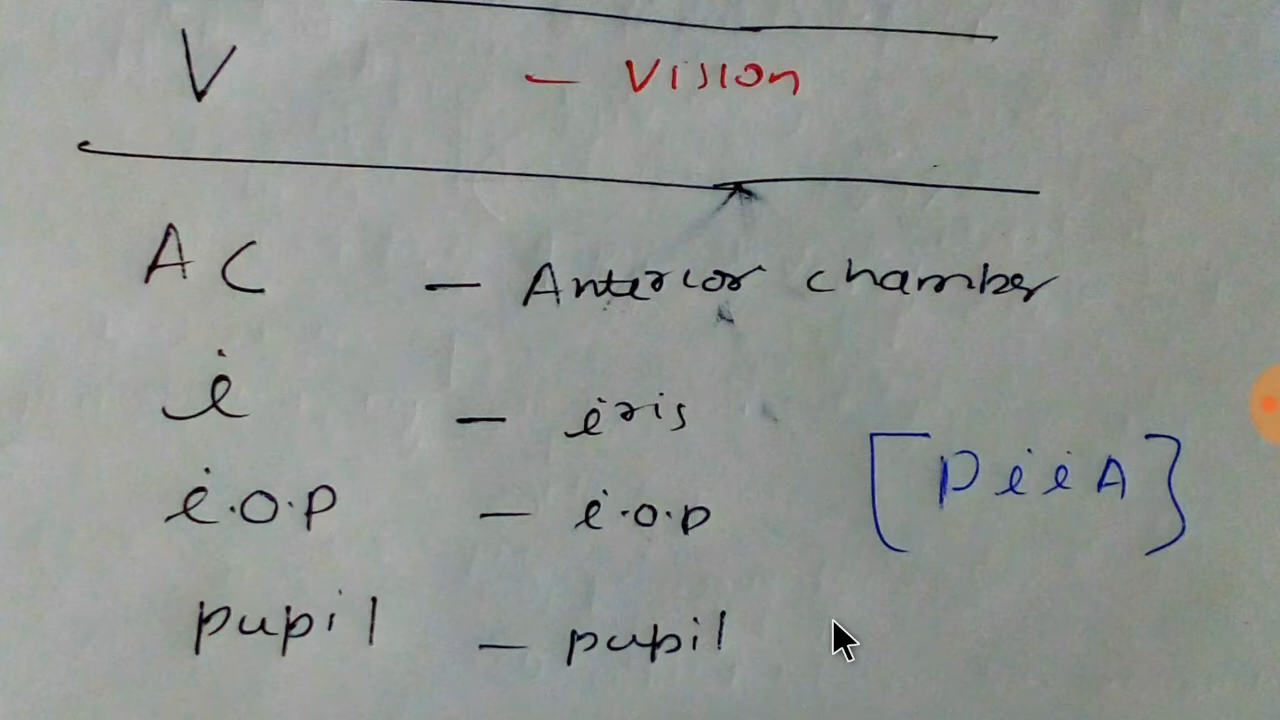 V - Vision
AC - Anterior chamber
i - iris
i.o.p - i.o.p
[PiiA]
pupil - pupil